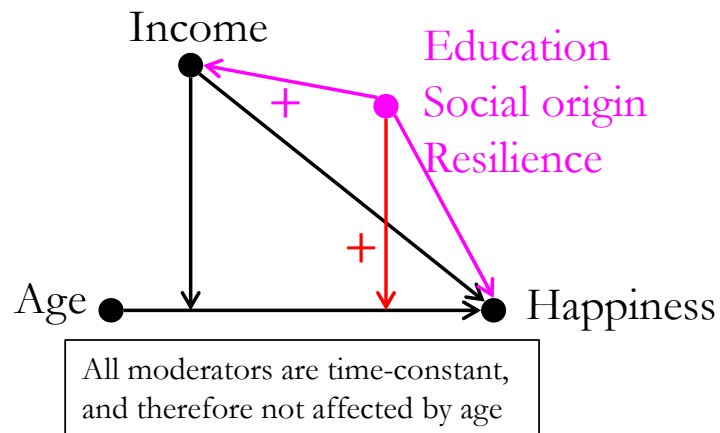 Income
Education
Social origin
Resilience
+
+
Age
Happiness
All moderators are time-constant,
and therefore not affected by age